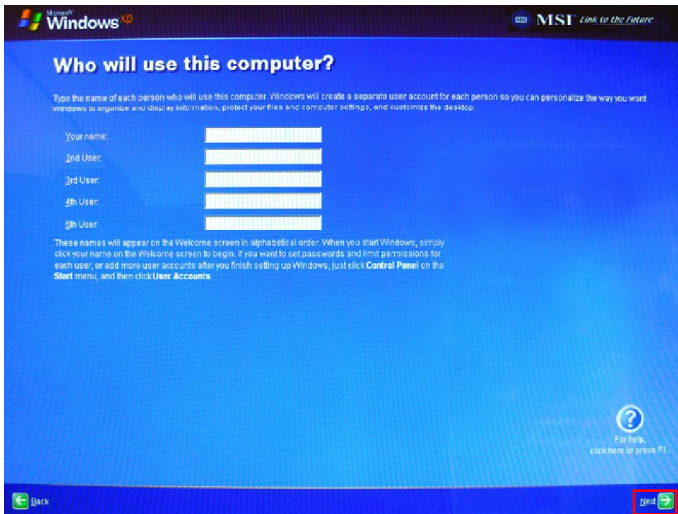 Microsoft
Windows xp
msi MSI Link to the Future
Who will use this computer?
Type the name of each person who will use this computer. Windows will create a separate user account for each person so you can personalize the way you want
Windows to organize and display information, protect your files and computer settings, and customize the desktop.
Your name:
2nd User:
3rd User:
4th User:
5th User:
These names will appear on the Welcome screen in alphabetical order. When you start Windows, simply
click your name on the Welcome screen to begin. If you want to set passwords and limit permissions for
each user, or add more user accounts after you finish setting up Windows, just click Control Panel on the
Start menu, and then click User Accounts.
?
For help,
click here or press F1.
Back
Next